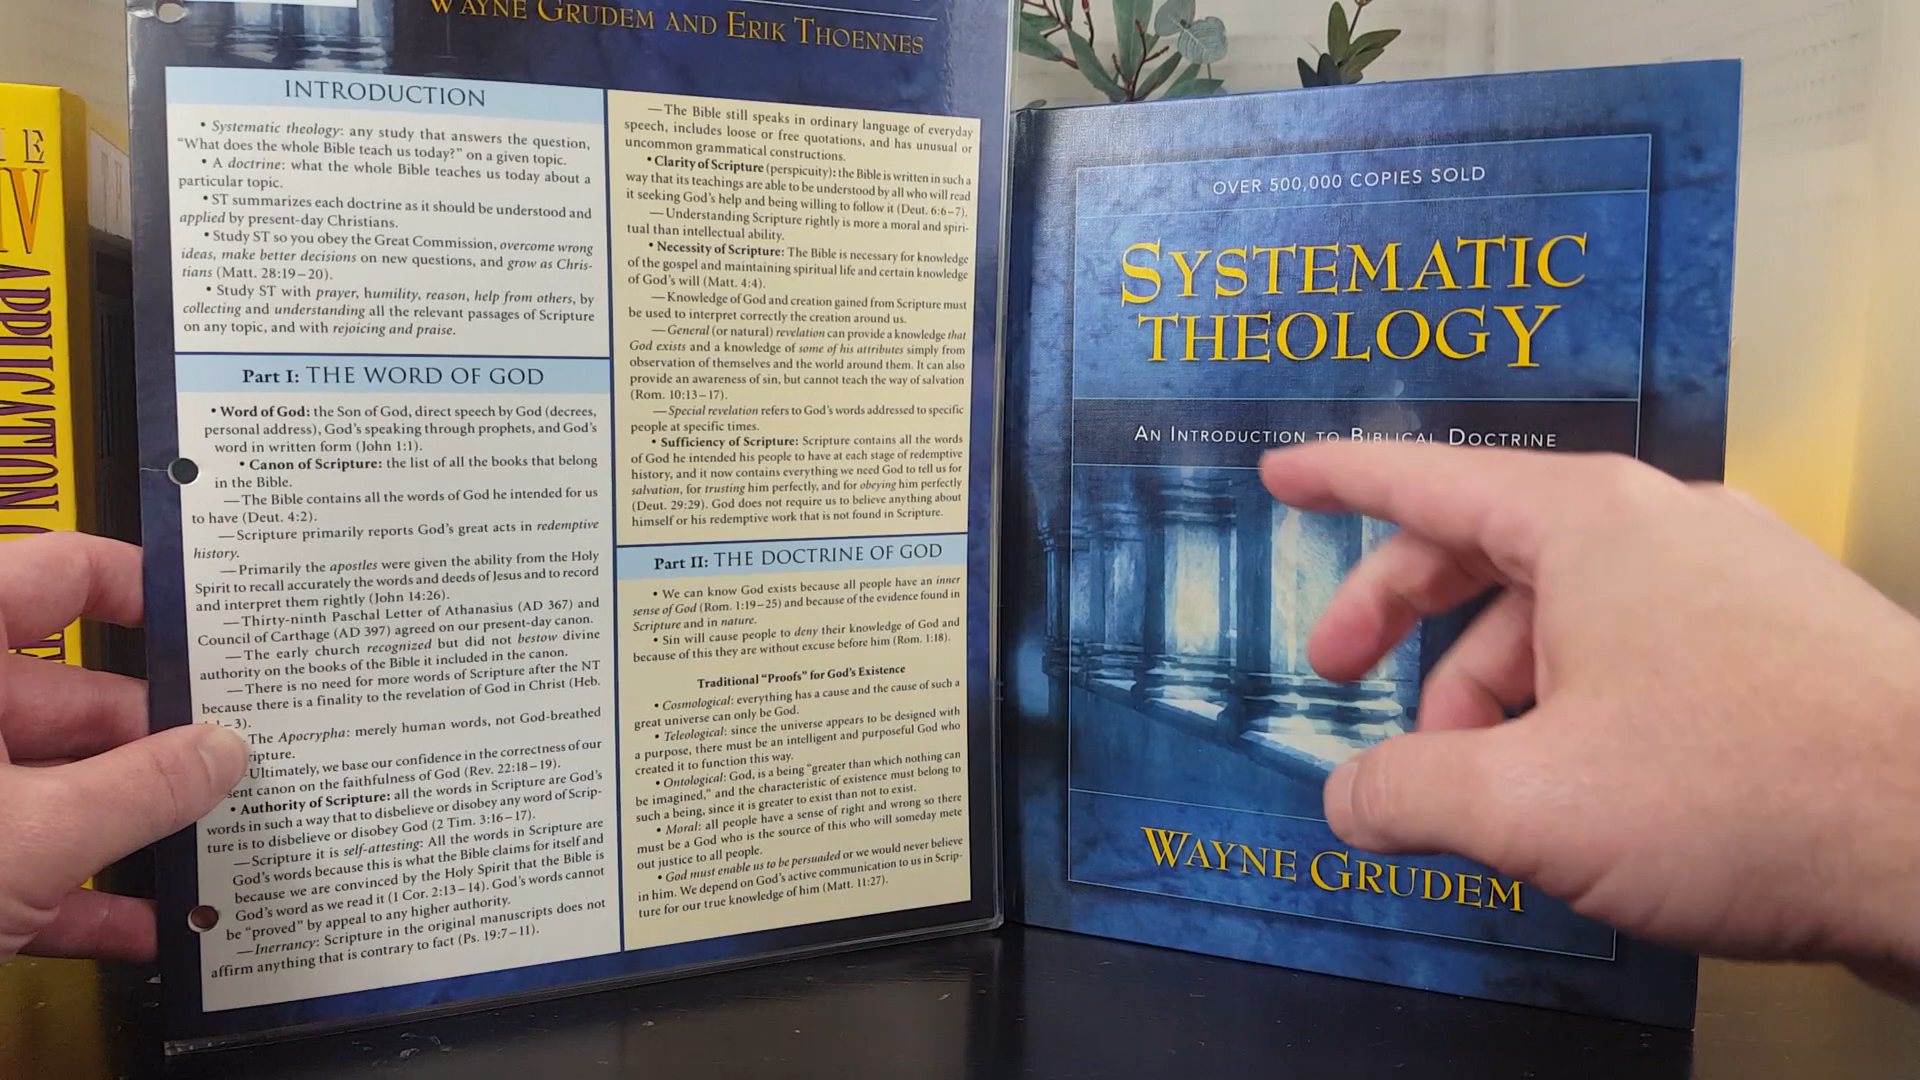 WAYNE GRUDEM AND ERIK THOENNES
INTRODUCTION
• Systematic theology: any study that answers the question,
"What does the whole Bible teach us today?" on a given topic.
• A doctrine: what the whole Bible teaches us today about a
particular topic.
• ST summarizes each doctrine as it should be understood and
applied by present-day Christians.
• Study ST so you obey the Great Commission, overcome wrong
ideas, make better decisions on new questions, and grow as Chris-
tians (Matt. 28:19–20).
• Study ST with prayer, humility, reason, help from others, by
collecting and understanding all the relevant passages of Scripture
on any topic, and with rejoicing and praise.
Part I: THE WORD OF GOD
• Word of God: the Son of God, direct speech by God (decrees,
personal address), God's speaking through prophets, and God's
word in written form (John 1:1).
• Canon of Scripture: the list of all the books that belong
in the Bible.
—The Bible contains all the words of God he intended for us
to have (Deut. 4:2).
—Scripture primarily reports God's great acts in redemptive
history.
—Primarily the apostles were given the ability from the Holy
Spirit to recall accurately the words and deeds of Jesus and to record
and interpret them rightly (John 14:26).
—Thirty-ninth Paschal Letter of Athanasius (AD 367) and
Council of Carthage (AD 397) agreed on our present-day canon.
—The early church recognized but did not bestow divine
authority on the books of the Bible it included in the canon.
—There is no need for more words of Scripture after the NT
because there is a finality to the revelation of God in Christ (Heb.
–3).
The Apocrypha: merely human words, not God-breathed
ripture.
Ultimately, we base our confidence in the correctness of our
sent canon on the faithfulness of God (Rev. 22:18–19).
• Authority of Scripture: all the words in Scripture are God's
words in such a way that to disbelieve or disobey any word of Scrip-
ture is to disbelieve or disobey God (2 Tim. 3:16–17).
—Scripture it is self-attesting: All the words in Scripture are
God's words because this is what the Bible claims for itself and
because we are convinced by the Holy Spirit that the Bible is
God's word as we read it (1 Cor. 2:13–14). God's words cannot
be "proved" by appeal to any higher authority.
—Inerrancy: Scripture in the original manuscripts does not
affirm anything that is contrary to fact (Ps. 19:7–11).
—The Bible still speaks in ordinary language of everyday
speech, includes loose or free quotations, and has unusual or
uncommon grammatical constructions.
• Clarity of Scripture (perspicuity): the Bible is written in such a
way that its teachings are able to be understood by all who will read
it seeking God's help and being willing to follow it (Deut. 6:6–7).
—Understanding Scripture rightly is more a moral and spiri-
tual than intellectual ability.
• Necessity of Scripture: The Bible is necessary for knowledge
of the gospel and maintaining spiritual life and certain knowledge
of God's will (Matt. 4:4).
—Knowledge of God and creation gained from Scripture must
be used to interpret correctly the creation around us.
—General (or natural) revelation can provide a knowledge that
God exists and a knowledge of some of his attributes simply from
observation of themselves and the world around them. It can also
provide an awareness of sin, but cannot teach the way of salvation
(Rom. 10:13–17).
—Special revelation refers to God's words addressed to specific
people at specific times.
• Sufficiency of Scripture: Scripture contains all the words
of God he intended his people to have at each stage of redemptive
history, and it now contains everything we need God to tell us for
salvation, for trusting him perfectly, and for obeying him perfectly
(Deut. 29:29). God does not require us to believe anything about
himself or his redemptive work that is not found in Scripture.
Part II: THE DOCTRINE OF GOD
• We can know God exists because all people have an inner
sense of God (Rom. 1:19–25) and because of the evidence found in
Scripture and in nature.
• Sin will cause people to deny their knowledge of God and
because of this they are without excuse before him (Rom. 1:18).
Traditional "Proofs" for God's Existence
• Cosmological: everything has a cause and the cause of such a
great universe can only be God.
• Teleological: since the universe appears to be designed with
a purpose, there must be an intelligent and purposeful God who
created it to function this way.
• Ontological: God, is a being "greater than which nothing can
be imagined," and the characteristic of existence must belong to
such a being, since it is greater to exist than not to exist.
• Moral: all people have a sense of right and wrong so there
must be a God who is the source of this who will someday mete
out justice to all people.
• God must enable us to be persuaded or we would never believe
in him. We depend on God's active communication to us in Scrip-
ture for our true knowledge of him (Matt. 11:27).
OVER 500,000 COPIES SOLD
SYSTEMATIC
THEOLOGY
AN INTRODUCTION TO BIBLICAL DOCTRINE
WAYNE GRUDEM
APPLICATION